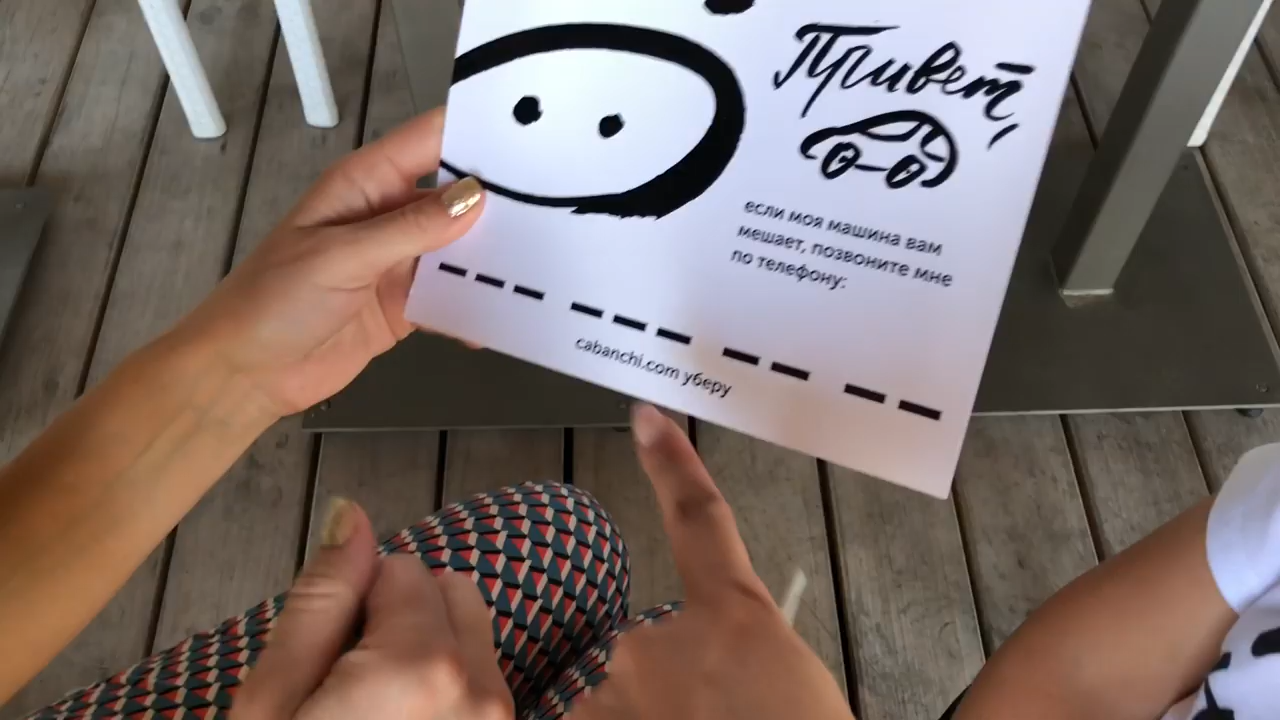 Привет,
если моя машина вам
мешает, позвоните мне
по телефону:
cabanchi.com уберу